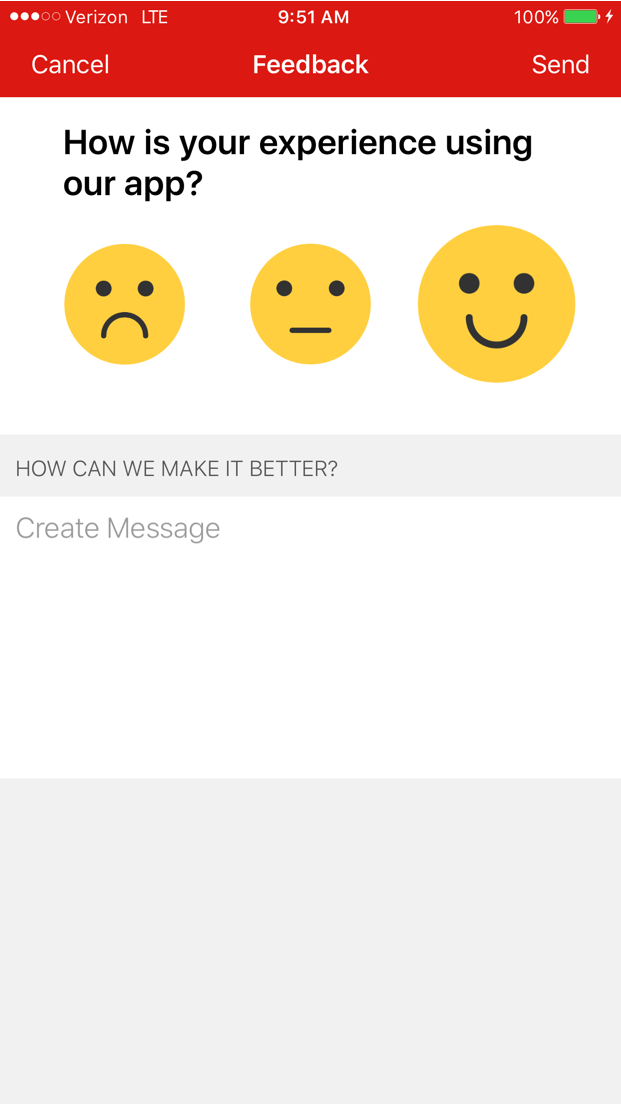 Verizon LTE 9:51 AM 100%
Cancel Feedback Send
How is your experience using
our app?
HOW CAN WE MAKE IT BETTER?
Create Message